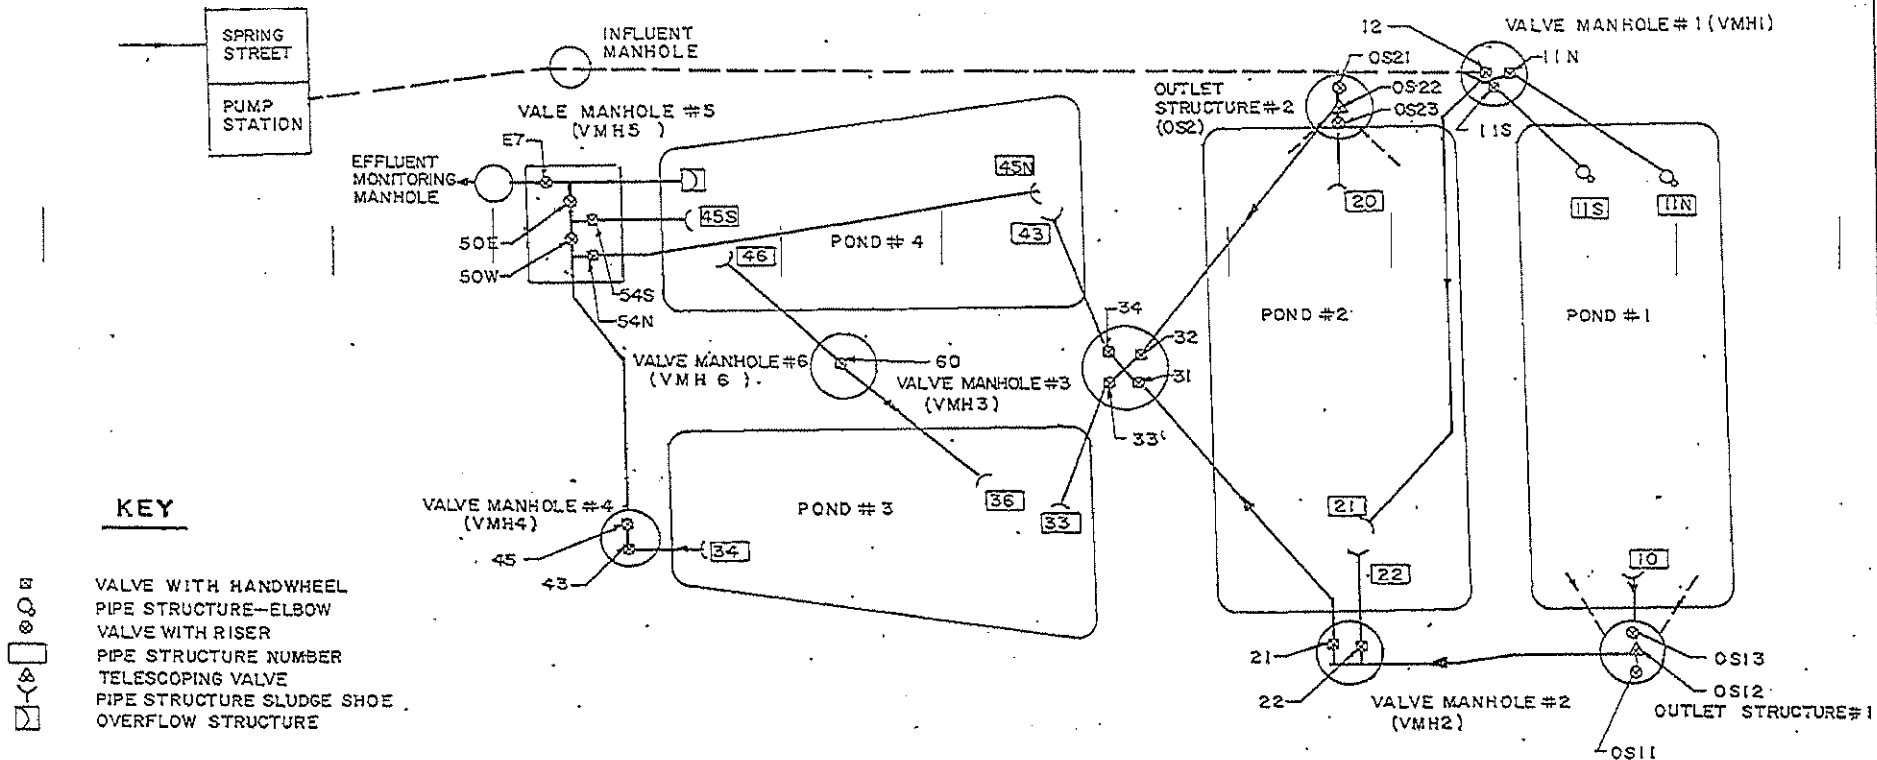 SPRING
STREET
PUMP
STATION
INFLUENT
MANHOLE
VALE MANHOLE #5
(VMH5 )
E7
EFFLUENT
MONITORING
MANHOLE
50E
50W
54S
54N
45S
45N
43
46
POND #4
VALVE MANHOLE #6
(VMH 6 ).
60
VALVE MANHOLE #3
(VMH3)
34
32
31
33
12
VALVE MANHOLE #1 (VMH1)
11N
11S
OS21
OS22
OS23
OUTLET
STRUCTURE #2
(OS2)
20
11S
11N
POND #2
POND #1
21
22
10
VALVE MANHOLE #4
(VMH4)
45
43
34
POND #3
36
33
21
22
VALVE MANHOLE #2
(VMH2)
OS13
OS12
OUTLET STRUCTURE #1
OS11
KEY
VALVE WITH HANDWHEEL
PIPE STRUCTURE-ELBOW
VALVE WITH RISER
PIPE STRUCTURE NUMBER
TELESCOPING VALVE
PIPE STRUCTURE SLUDGE SHOE
OVERFLOW STRUCTURE